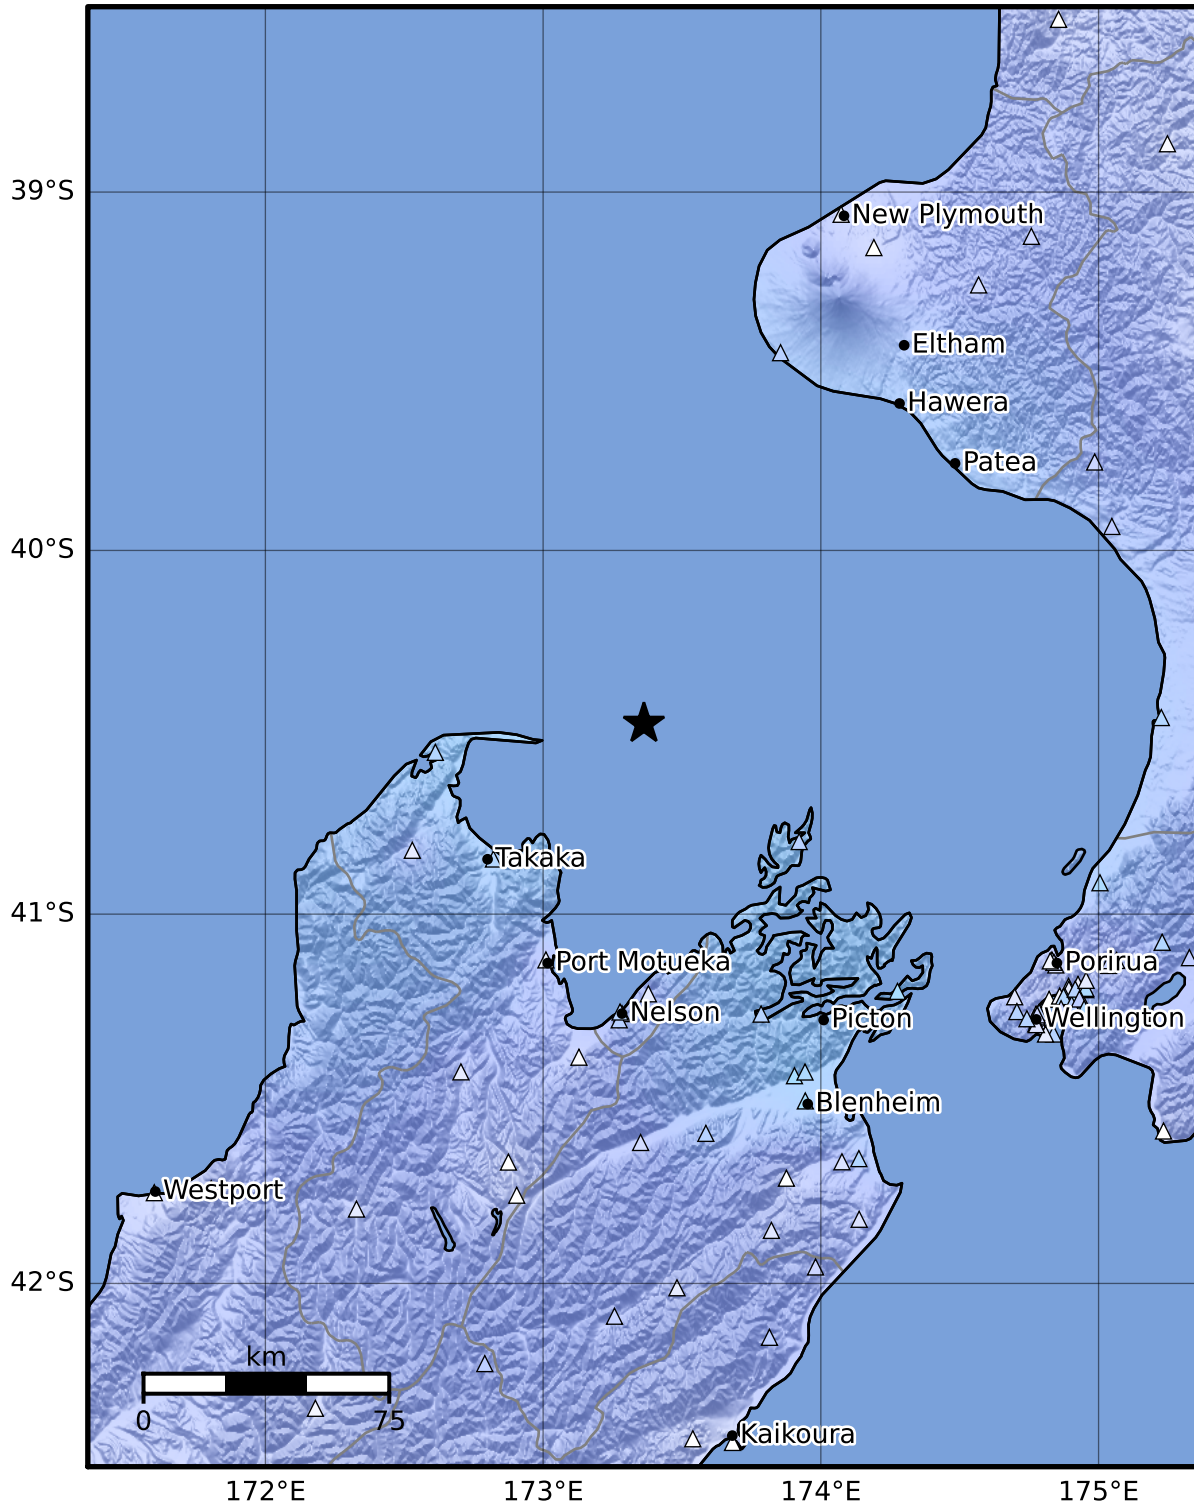 39°S
New Plymouth
Eltham
Hawera
Patea
40°S
Takaka
41°S
Port Motueka
Porirua
Nelson
Picton
Wellington
Blenheim
Westport
42°S
km
0
75
Kaikoura
172°E
173°E
174°E
175°E